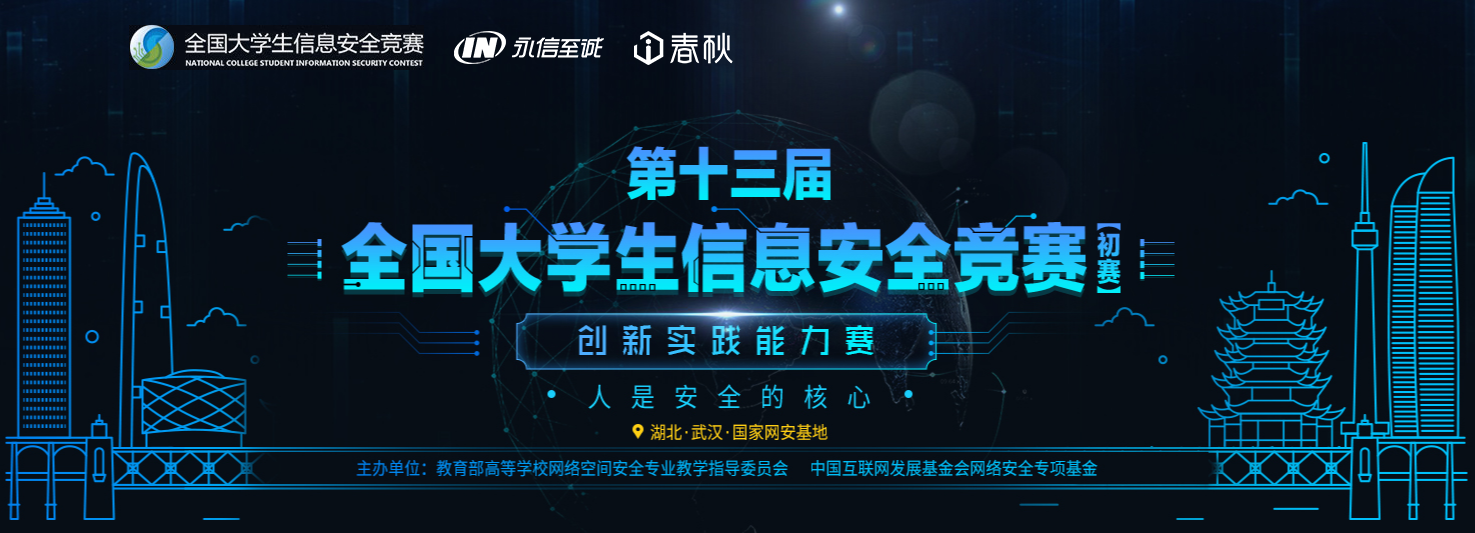 全国大学生信息安全竞赛
NATIONAL COLLEGE STUDENT INFORMATION SECURITY CONTEST
IN 永信至诚
春秋
第十三届
全国大学生信息安全竞赛【初赛】
创新实践能力赛
·人是安全的核心·
湖北·武汉·国家网安基地
主办单位：教育部高等学校网络空间安全专业教学指导委员会 中国互联网发展基金会网络安全专项基金